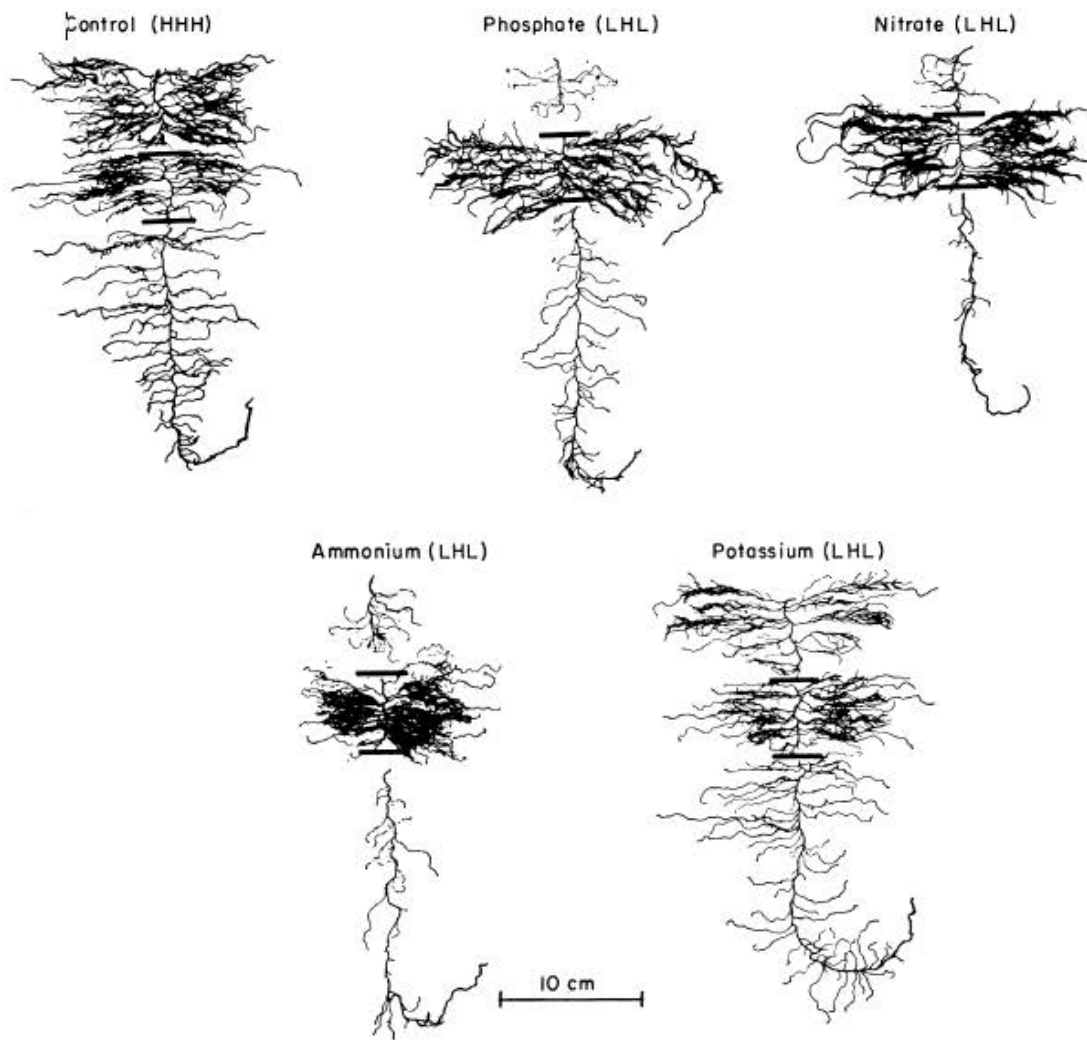 Control (HHH)
Phosphate (LHL)
Nitrate (LHL)
Ammonium (LHL)
Potassium (LHL)
10 cm